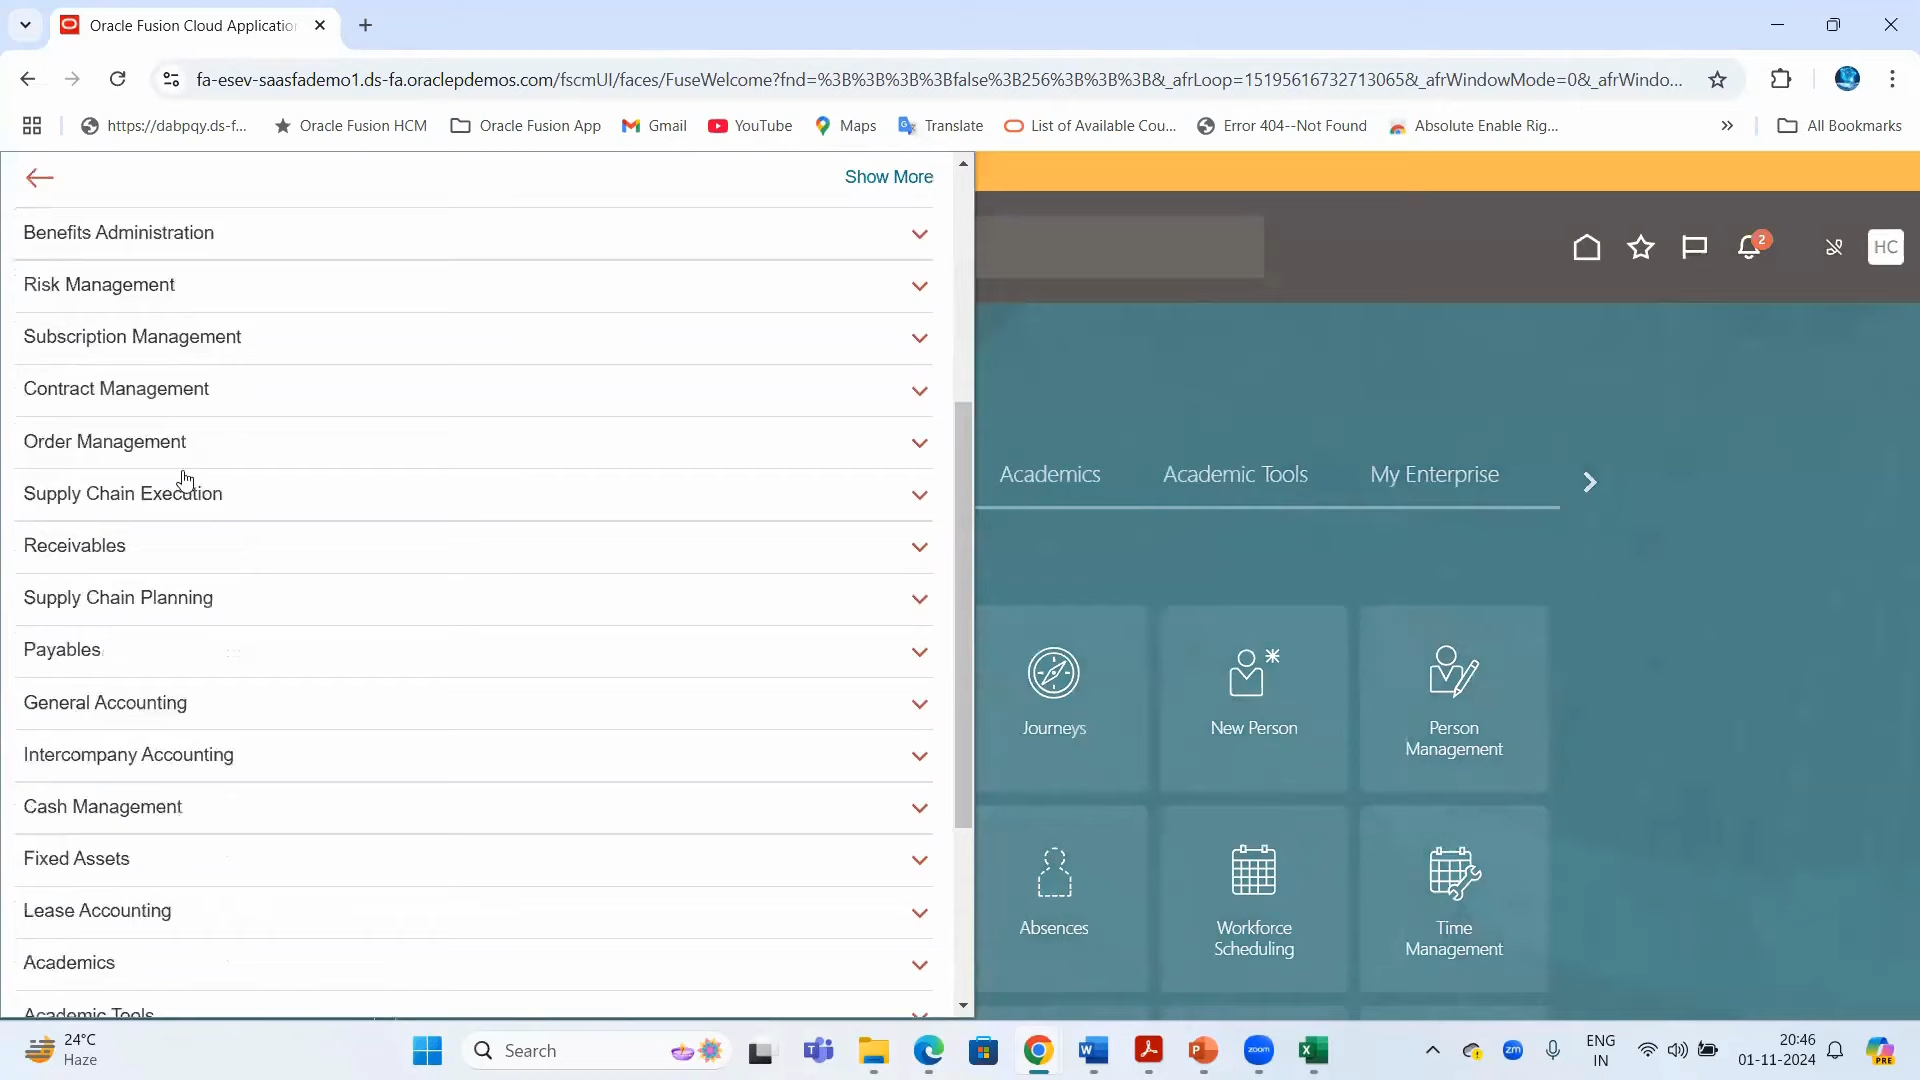 Oracle Fusion Cloud Applicatio
fa-esev-saasfademo1.ds-fa.oraclepdemos.com/fscmUI/faces/FuseWelcome?fnd=%3B%3B%3B%3Bfalse%3B256%3B%3B%3B&_afrLoop=1519561673271306​5&_afrWindowMode=0&_afrWindo...
https://dabpqy.ds-f...
Oracle Fusion HCM
Oracle Fusion App
Gmail
YouTube
Maps
Translate
List of Available Cou...
Error 404--Not Found
Absolute Enable Rig...
All Bookmarks
Show More
Benefits Administration
Risk Management
Subscription Management
Contract Management
Order Management
Supply Chain Execution
Receivables
Supply Chain Planning
Payables
General Accounting
Intercompany Accounting
Cash Management
Fixed Assets
Lease Accounting
Academics
Academic Tools
2
HC
Academics
Academic Tools
My Enterprise
Journeys
New Person
Person
Management
Absences
Workforce
Scheduling
Time
Management
24°C
Haze
Search
zoom
zm
ENG
IN
20:46
01-11-2024
PRE